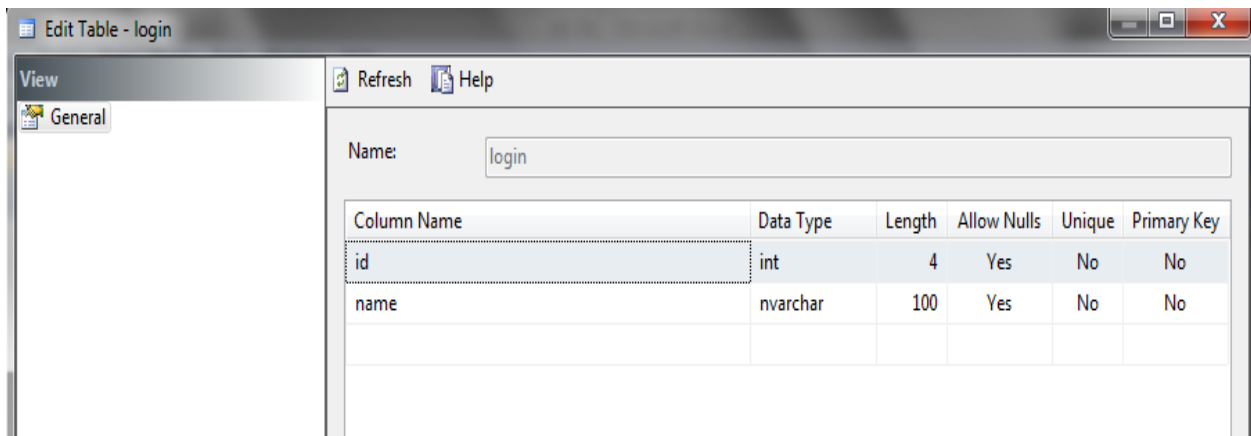 Edit Table - login
View
Refresh Help
General
Name: login
Column Name Data Type Length Allow Nulls Unique Primary Key
id int 4 Yes No No
name nvarchar 100 Yes No No